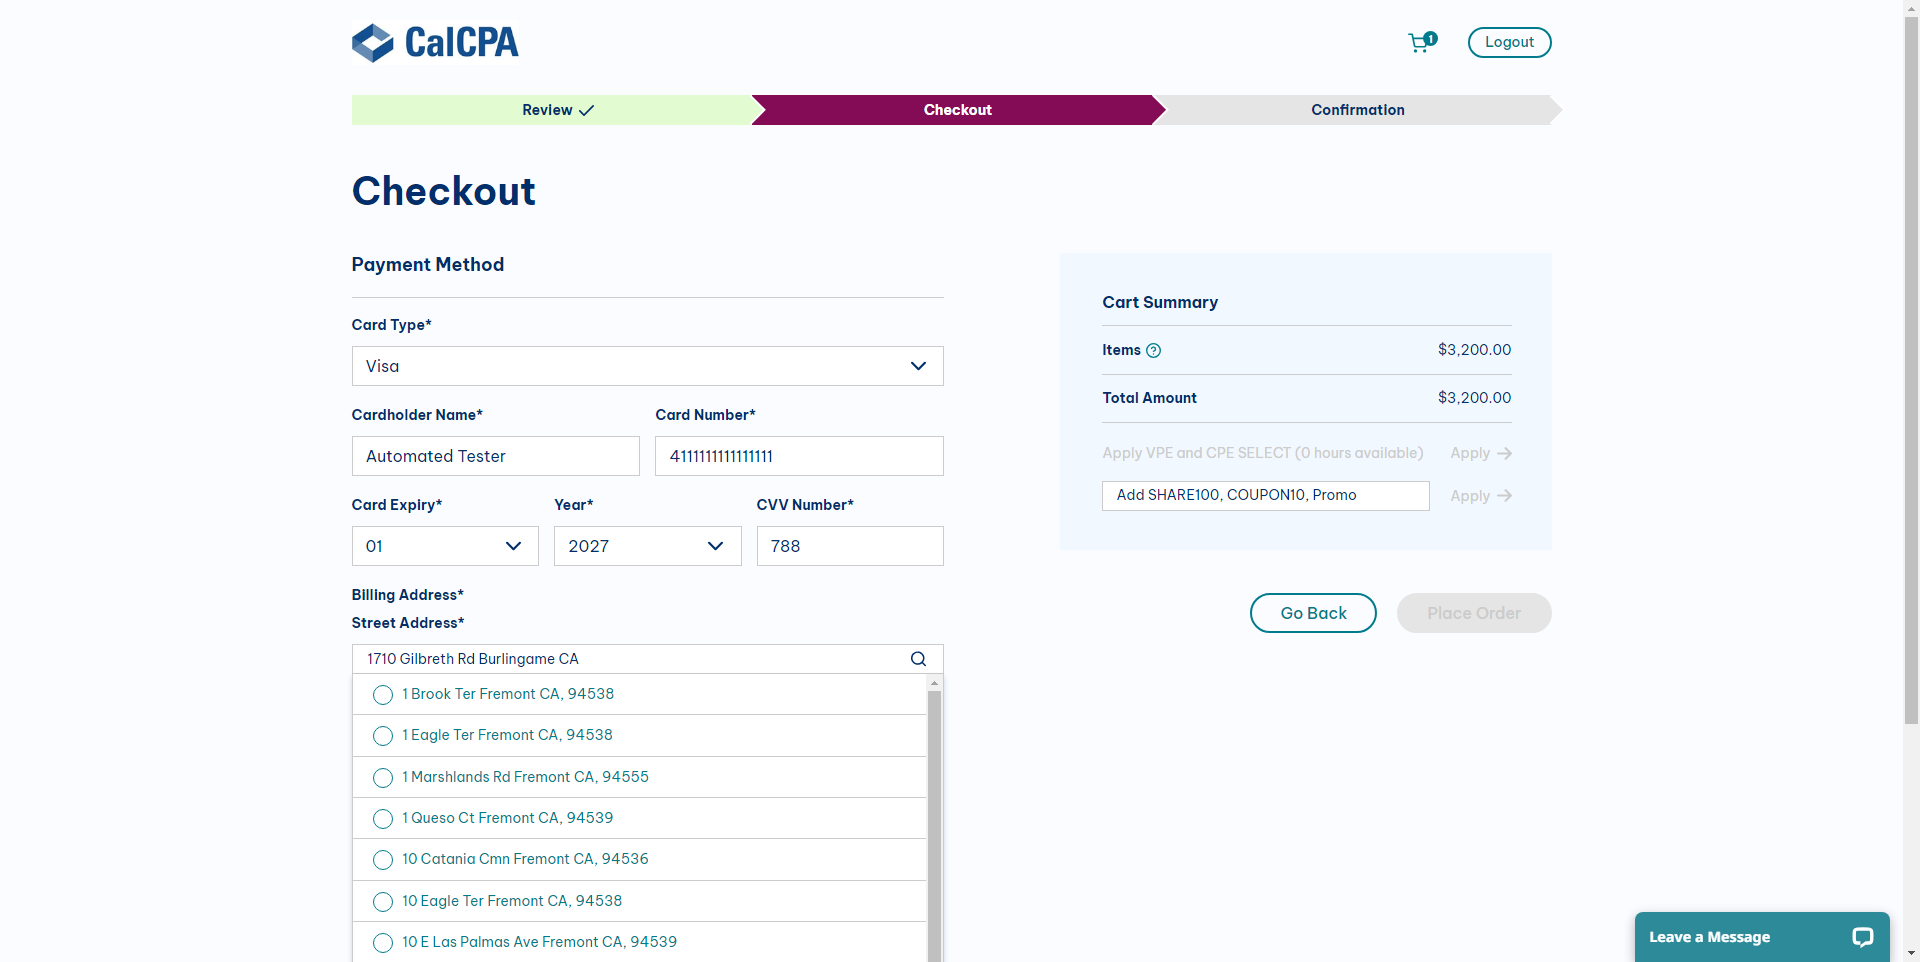 CalCPA
1
Logout
Review
Checkout
Confirmation
Checkout
Payment Method
Card Type*
Visa
Cardholder Name*
Card Number*
Automated Tester
4111111111111111
Card Expiry*
Year*
CVV Number*
01
2027
788
Billing Address*
Street Address*
1710 Gilbreth Rd Burlingame CA
1 Brook Ter Fremont CA, 94538
1 Eagle Ter Fremont CA, 94538
1 Marshlands Rd Fremont CA, 94555
1 Queso Ct Fremont CA, 94539
10 Catania Cmn Fremont CA, 94536
10 Eagle Ter Fremont CA, 94538
10 E Las Palmas Ave Fremont CA, 94539
Cart Summary
Items ?
$3,200.00
Total Amount
$3,200.00
Apply VPE and CPE SELECT (0 hours available)
Apply
Add SHARE100, COUPON10, Promo
Apply
Go Back
Place Order
Leave a Message